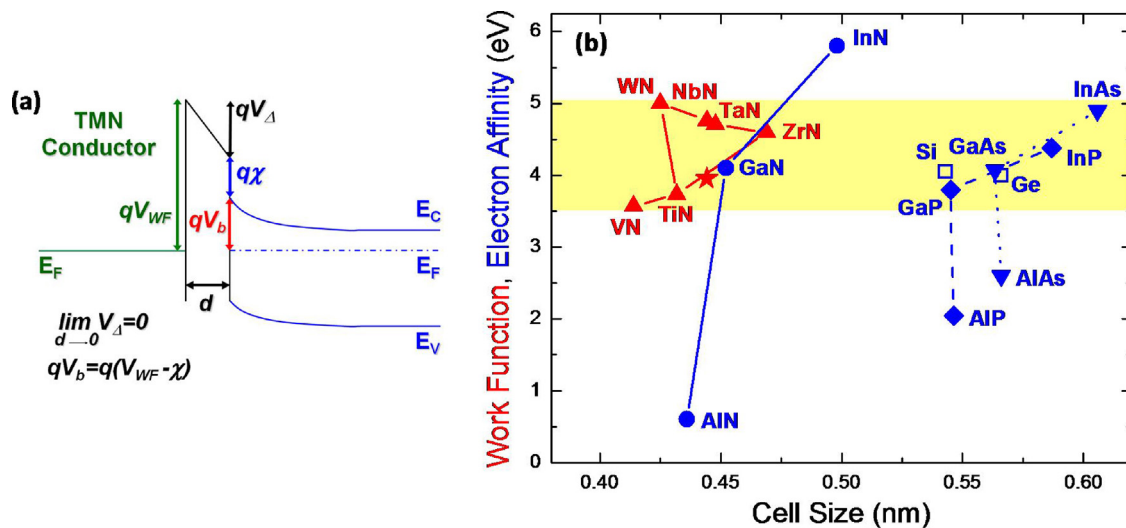 (a)
TMN
Conductor
qV_Δ
qχ
qV_WF
qV_b
E_C
E_F
E_F
d
E_V
lim V_Δ=0
d→0
qV_b=q(V_WF-χ)
(b)
Work Function, Electron Affinity (eV)
6
5
4
3
2
1
0
InN
WN
NbN
TaN
ZrN
GaN
VN
TiN
AlN
InAs
GaAs
Si
InP
Ge
GaP
AlAs
AlP
0.40
0.45
0.50
0.55
0.60
Cell Size (nm)